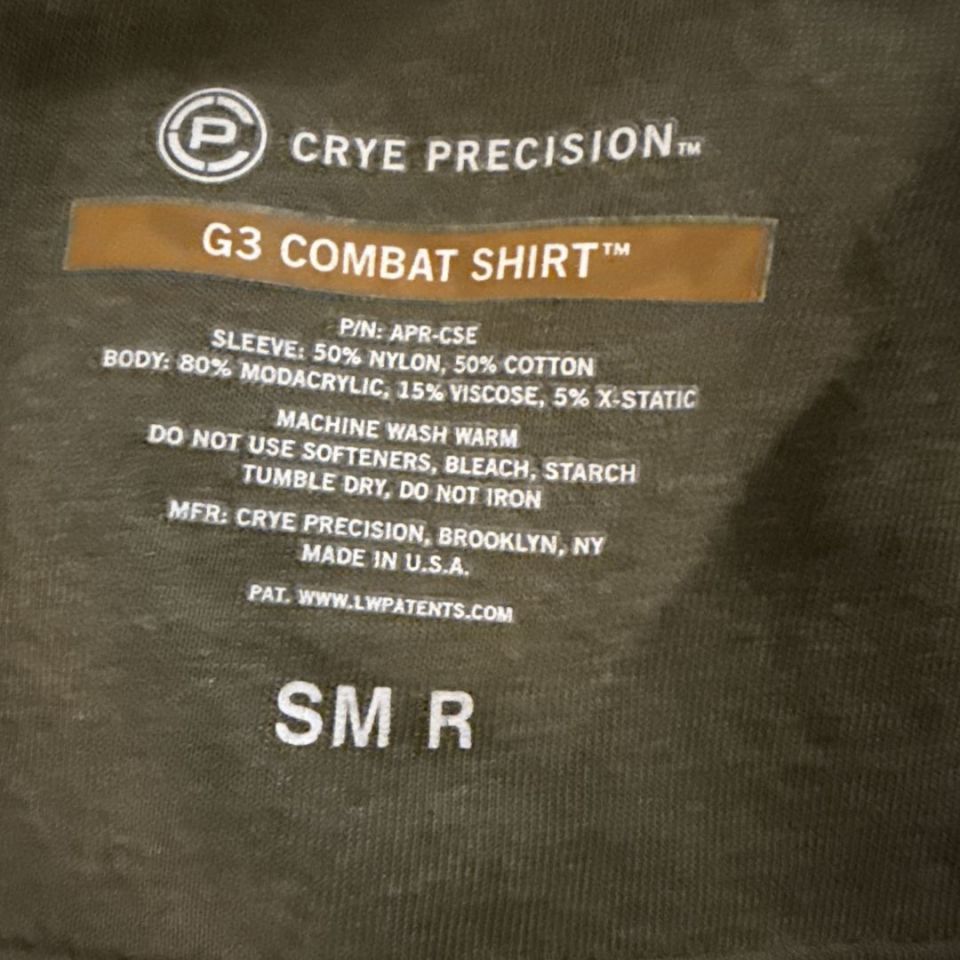 CP
CRYE PRECISION™
G3 COMBAT SHIRT™
P/N: APR-CSE
SLEEVE: 50% NYLON, 50% COTTON
BODY: 80% MODACRYLIC, 15% VISCOSE, 5% X-STATIC
MACHINE WASH WARM
DO NOT USE SOFTENERS, BLEACH, STARCH
TUMBLE DRY, DO NOT IRON
MFR: CRYE PRECISION, BROOKLYN, NY
MADE IN U.S.A.
PAT. WWW.LWPATENTS.COM
SM R